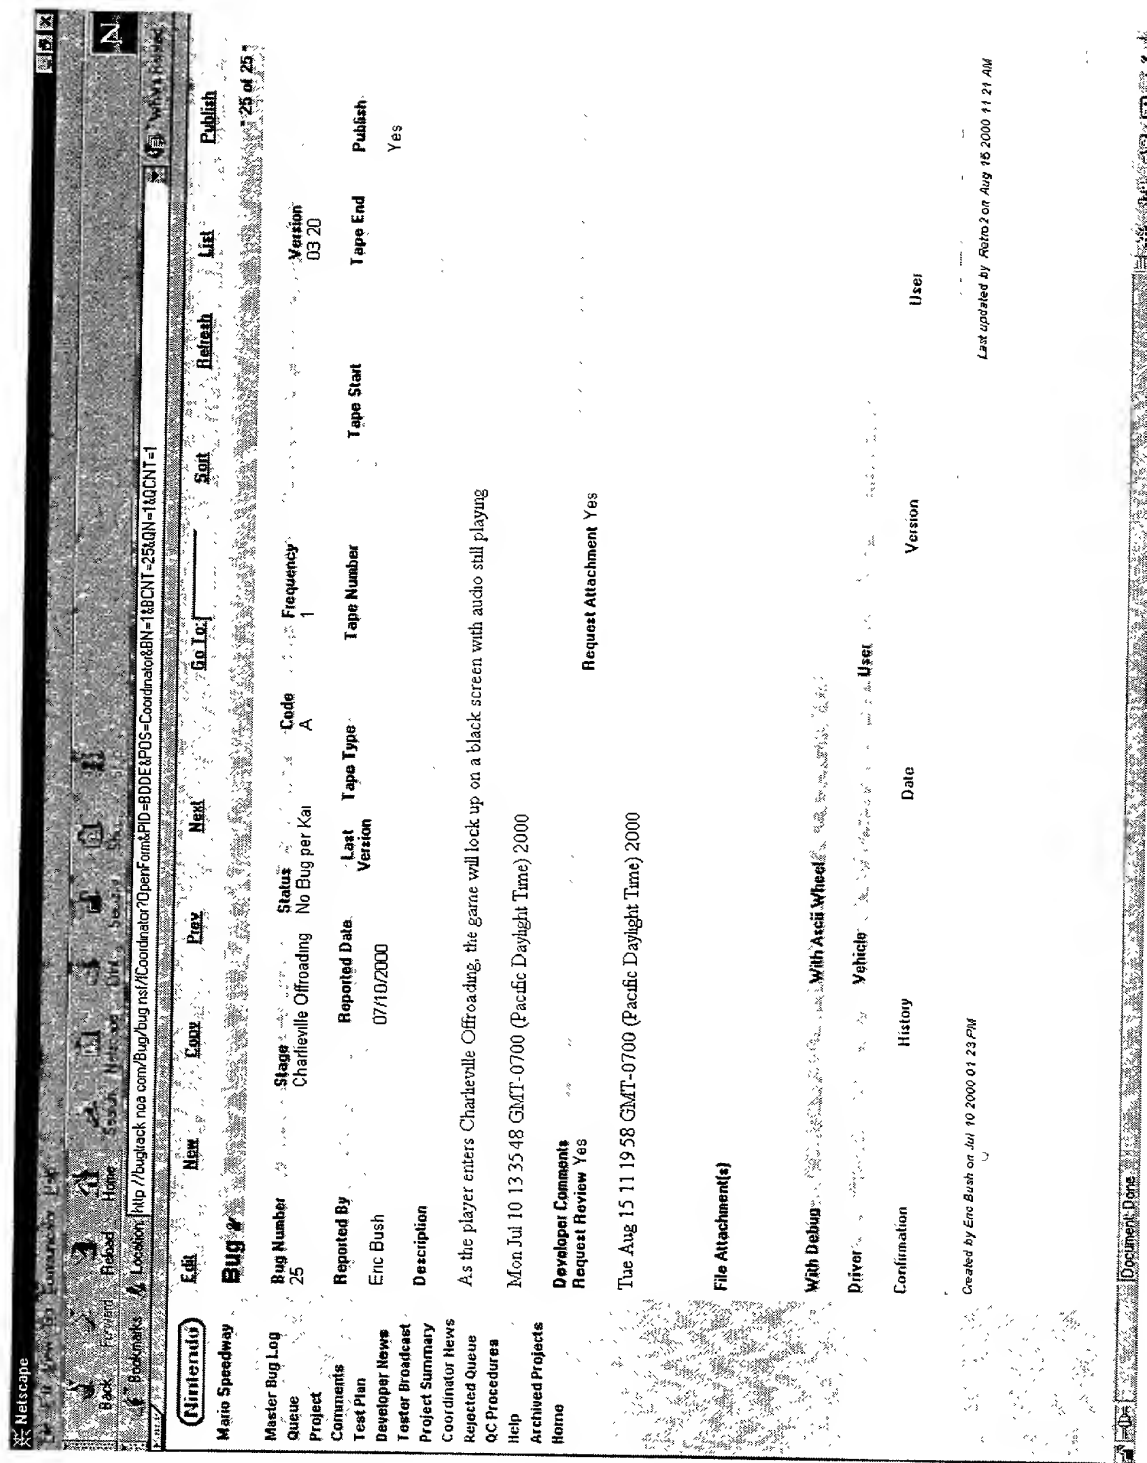 Netscape
Back Forward Reload Home Search Netscape
Bookmarks Location: http //bugtrack noa com/Bug/bug nsf/fCoordinator?OpenForm&PID=BDDE&POS=Coordinator&BN=1&BCNT=25&QN=1&QCNT=1
Nintendo
Edit New Copy Prev Next Go To: Sort Refresh List Publish
Mario Speedway
Bug 25 of 25
Master Bug Log
Queue
Project
Comments
Test Plan
Developer News
Tester Broadcast
Project Summary
Coordinator News
Rejected Queue
QC Procedures
Help
Archived Projects
Home
Bug Number Stage Status Code Frequency Version
25 Charlieville Offroading No Bug per Kai A 1 03 20
Reported By Reported Date Last Version Tape Type Tape Number Tape Start Tape End Publish
Eric Bush 07/10/2000 Yes
Description
As the player enters Charlieville Offroading, the game will lock up on a black screen with audio still playing
Mon Jul 10 13 35 48 GMT-0700 (Pacific Daylight Time) 2000
Developer Comments
Request Review Yes Request Attachment Yes
Tue Aug 15 11 19 58 GMT-0700 (Pacific Daylight Time) 2000
File Attachment(s)
With Debug With Ascii Wheel
Driver Vehicle User
Confirmation History Date Version User
Created by Eric Bush on Jul 10 2000 01 23 PM Last updated by Retro2 on Aug 15 2000 11 21 AM
Document: Done